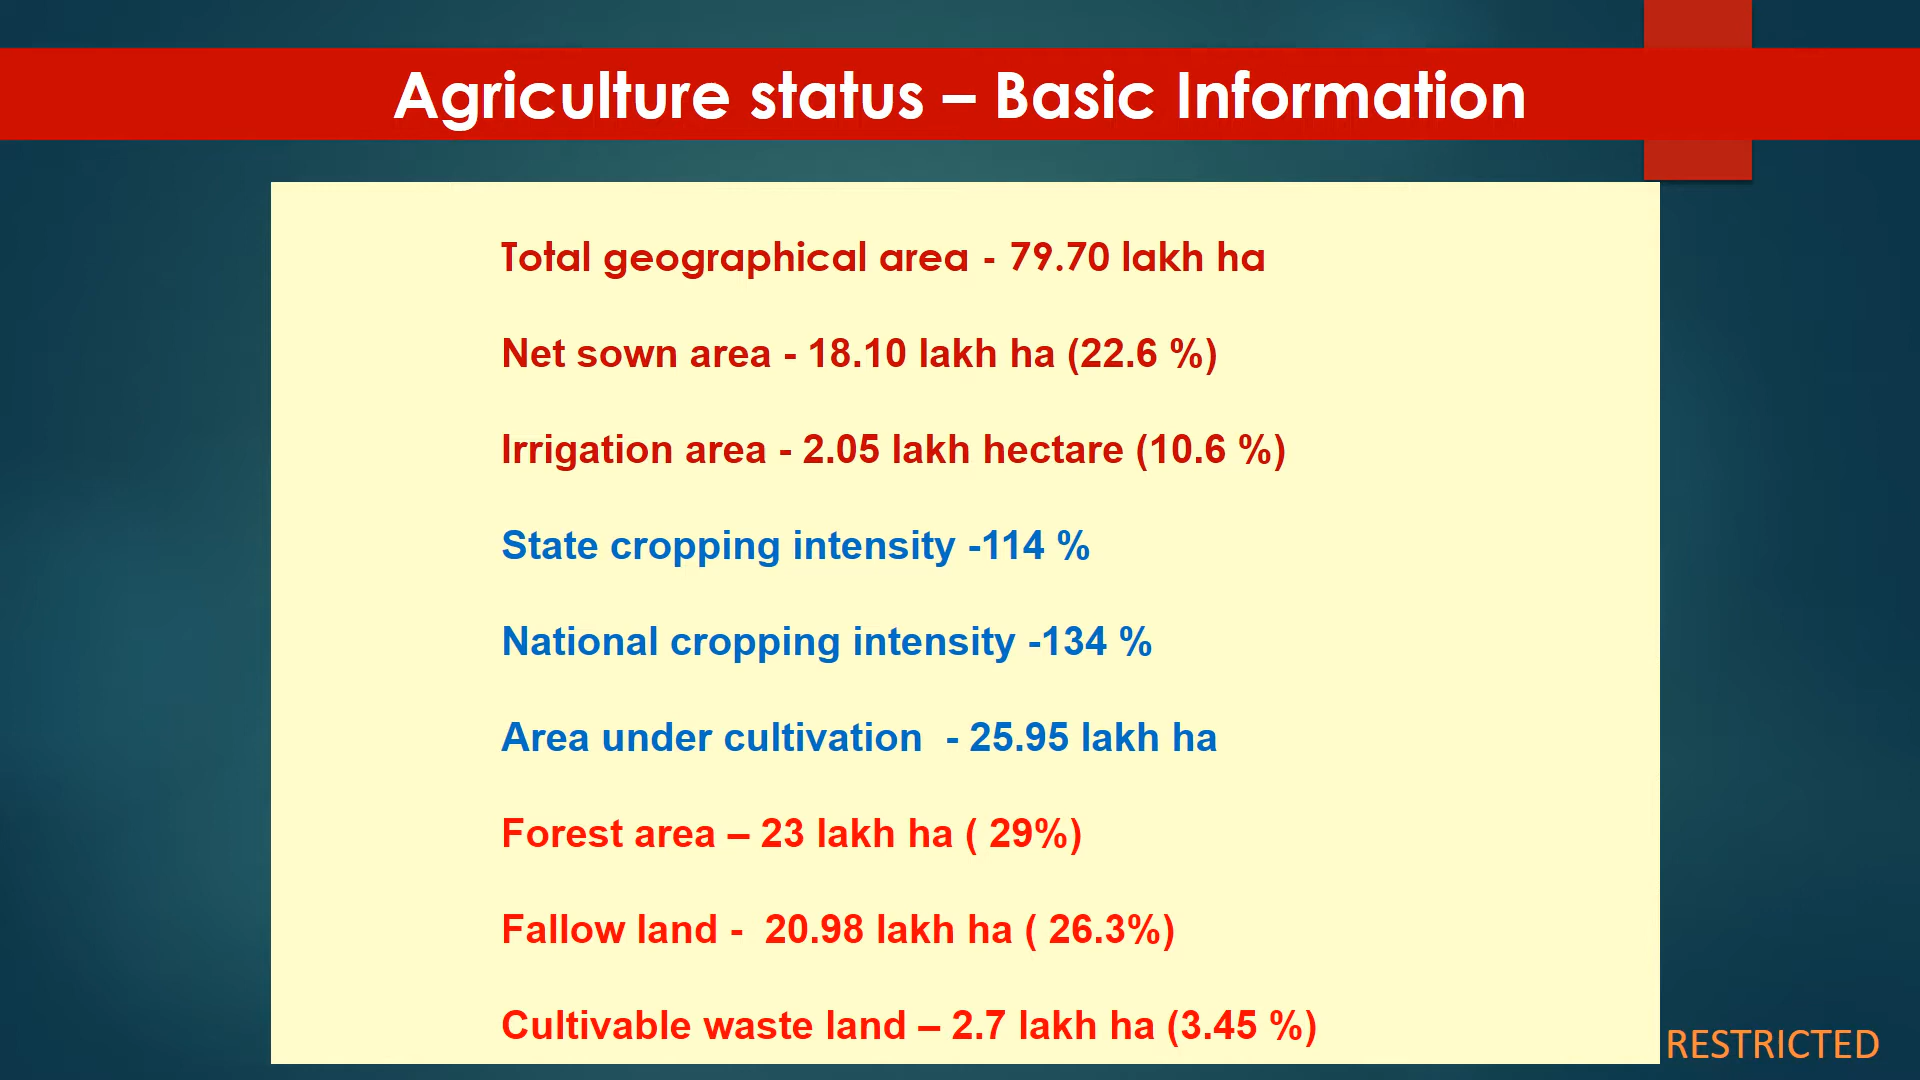 Agriculture status – Basic Information
Total geographical area - 79.70 lakh ha
Net sown area - 18.10 lakh ha (22.6 %)
Irrigation area - 2.05 lakh hectare (10.6 %)
State cropping intensity -114 %
National cropping intensity -134 %
Area under cultivation  - 25.95 lakh ha
Forest area – 23 lakh ha ( 29%)
Fallow land -  20.98 lakh ha ( 26.3%)
Cultivable waste land – 2.7 lakh ha (3.45 %)
RESTRICTED